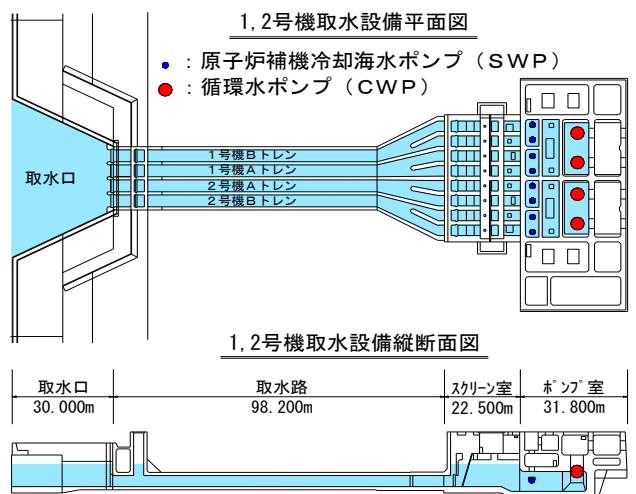 1,2号機取水設備平面図
：原子炉補機冷却海水ポンプ（ＳＷＰ）
：循環水ポンプ（ＣＷＰ）
取水口
１号機Ｂトレン
１号機Ａトレン
２号機Ａトレン
２号機Ｂトレン
1,2号機取水設備縦断面図
取水口 取水路 ｽｸﾘｰﾝ室 ﾎﾟﾝﾌﾟ室
30.000m 98.200m 22.500m 31.800m